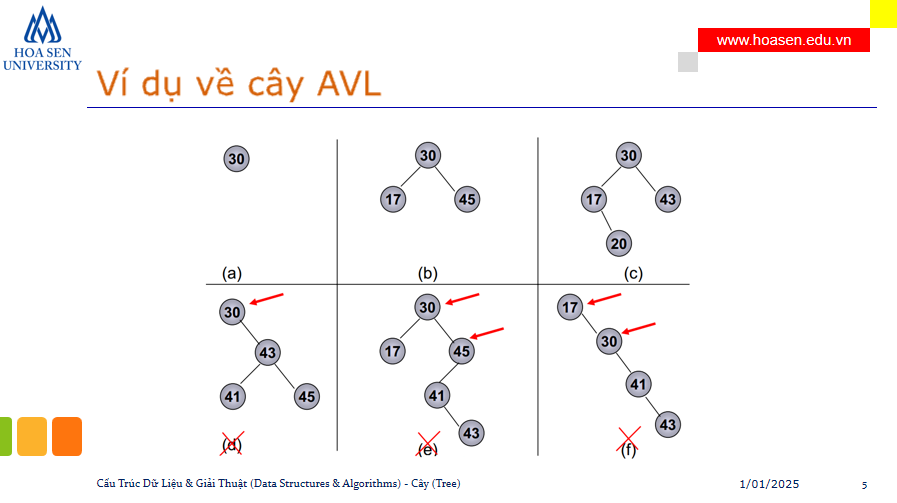 HOA SEN
UNIVERSITY
www.hoasen.edu.vn
Ví dụ về cây AVL
30
(a)
30
17 45
(b)
30
17 43
20
(c)
30
43
41 45
(d)
30
17 45
41
43
(e)
17
30
41
43
(f)
Cấu Trúc Dữ Liệu & Giải Thuật (Data Structures & Algorithms) - Cây (Tree)
1/01/2025
5